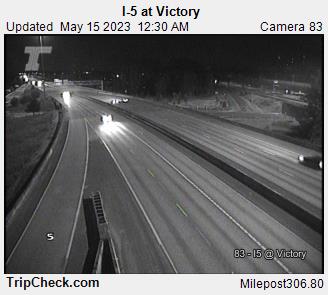 I-5 at Victory
Updated  May 15 2023  12:30 AM
Camera 83
T
S
83 - I5 @ Victory
TripCheck.com
Milepost306.80